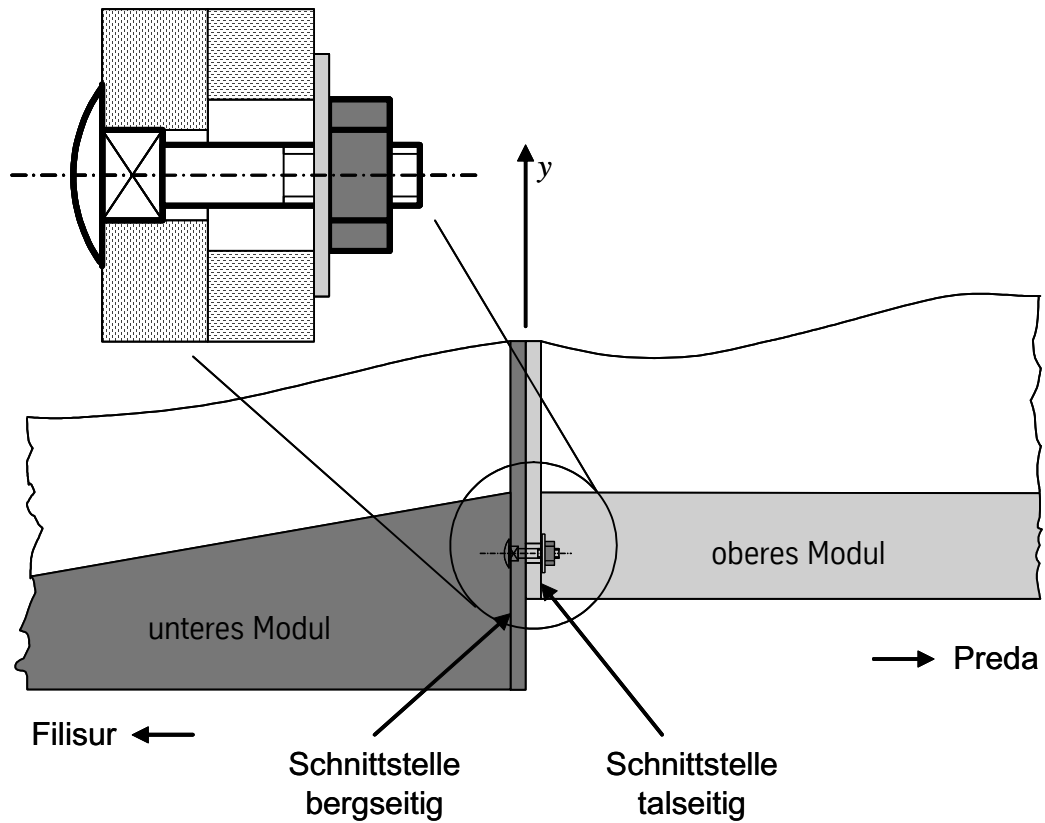 y
oberes Modul
unteres Modul
Preda
Filisur
Schnittstelle
bergseitig
Schnittstelle
talseitig